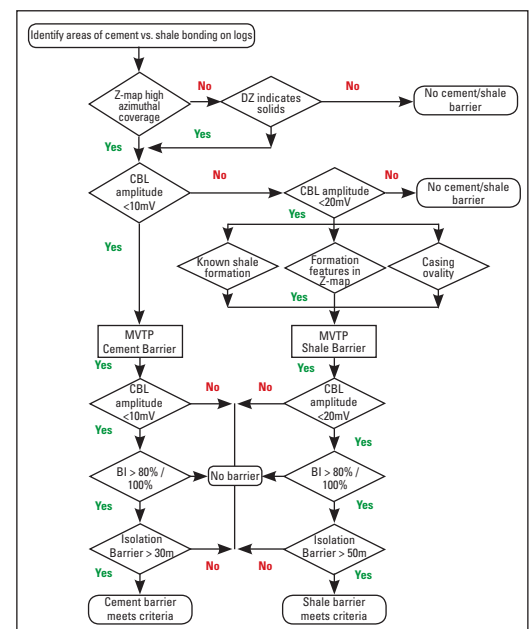 Identify areas of cement vs. shale bonding on logs
No
No
Z-map high
azimuthal
coverage
DZ indicates
solids
No cement/shale
barrier
Yes
Yes
CBL
amplitude
<10mV
No
CBL amplitude
<20mV
No
No cement/shale
barrier
Yes
Yes
Known shale
formation
Formation
features in
Z-map
Casing
ovality
Yes
MVTP
Cement Barrier
MVTP
Shale Barrier
Yes
Yes
CBL
amplitude
<10mV
No
No
CBL
amplitude
<20mV
Yes
Yes
BI > 80% /
100%
No barrier
BI > 80% /
100%
Yes
Yes
Isolation
Barrier > 30m
Isolation
Barrier > 50m
Yes
No
No
Yes
Cement barrier
meets criteria
Shale barrier
meets criteria